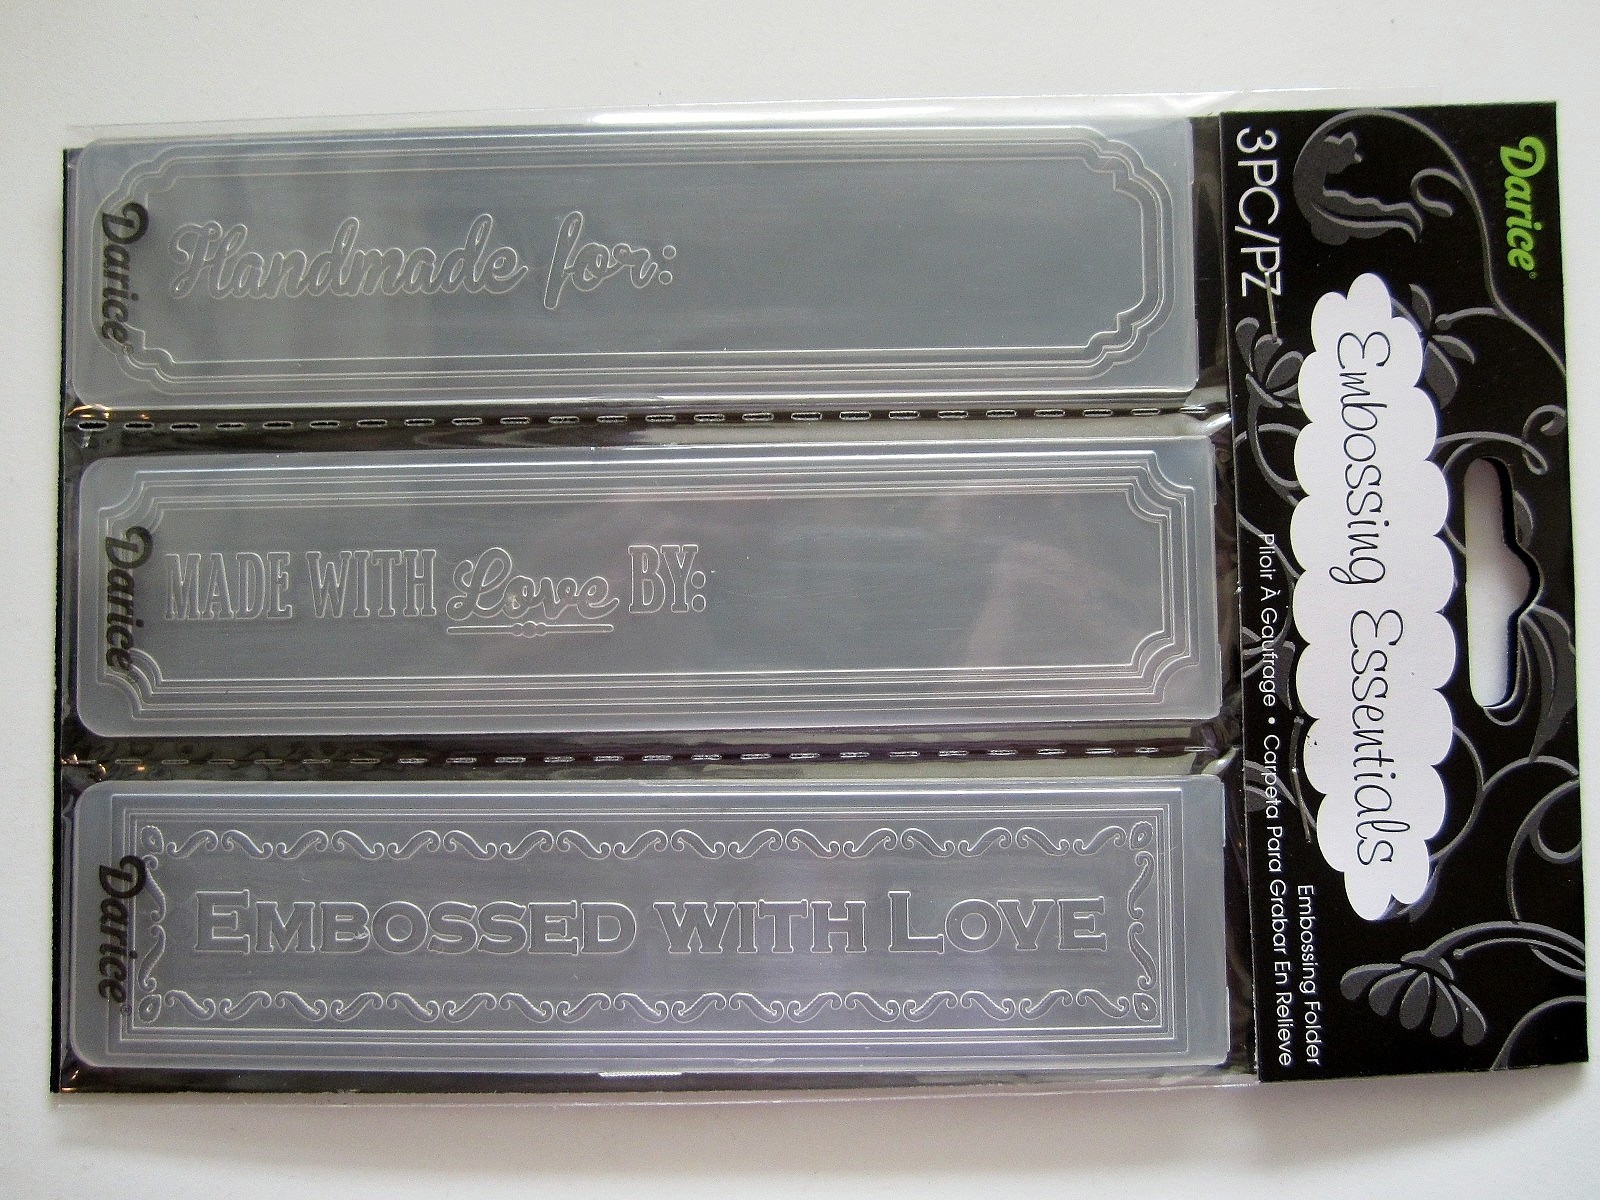 Darice®
Handmade for:
Darice®
MADE WITH Love BY:
Darice®
EMBOSSED WITH LOVE
Darice®
3PC/PZ
Embossing Essentials
Embossing Folder
Plioir À Gaufrage • Carpeta Para Grabar En Relieve